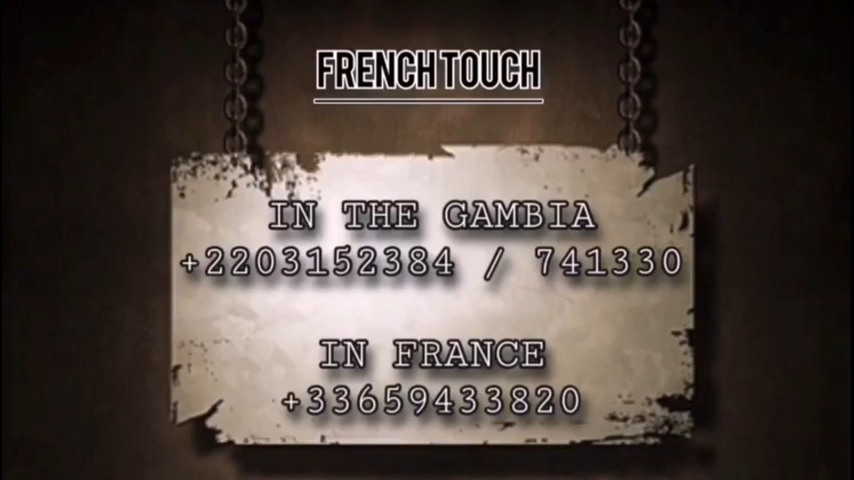 FRENCH TOUCH
IN THE GAMBIA
+2203152384 / 741330
IN FRANCE
+33659433820